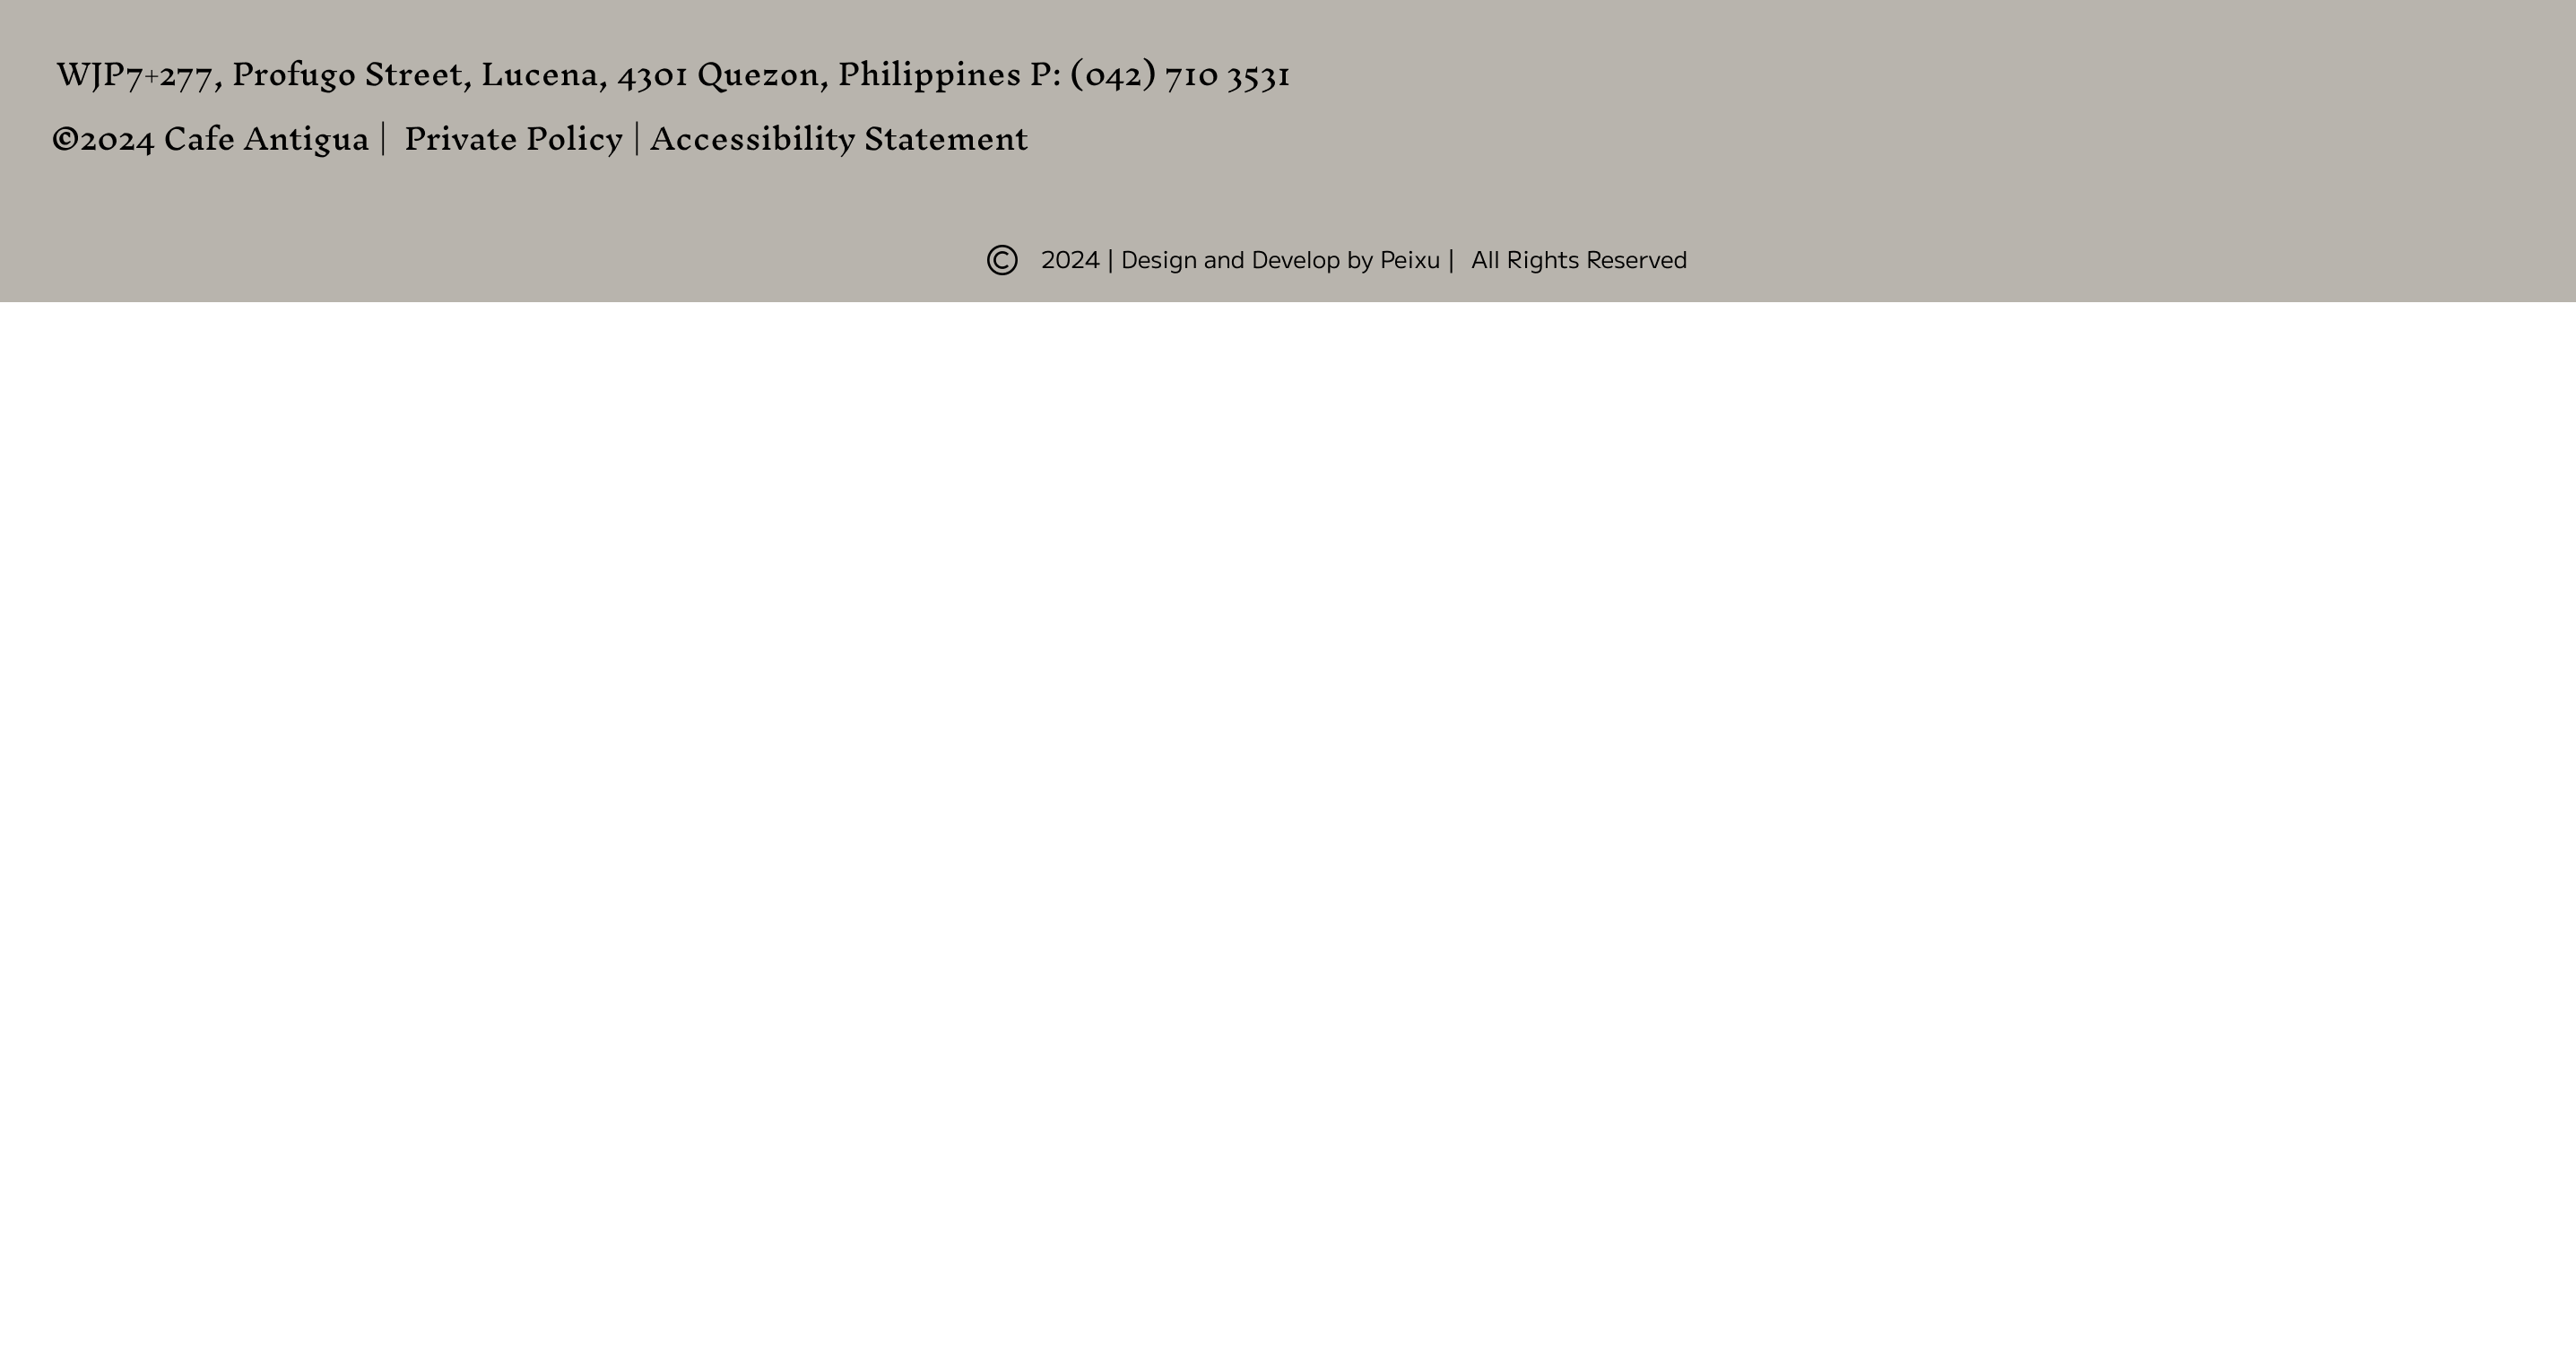 WJP7+277, Profugo Street, Lucena, 4301 Quezon, Philippines P: (042) 710 3531
©2024 Cafe Antigua | Private Policy | Accessibility Statement
© 2024 | Design and Develop by Peixu | All Rights Reserved